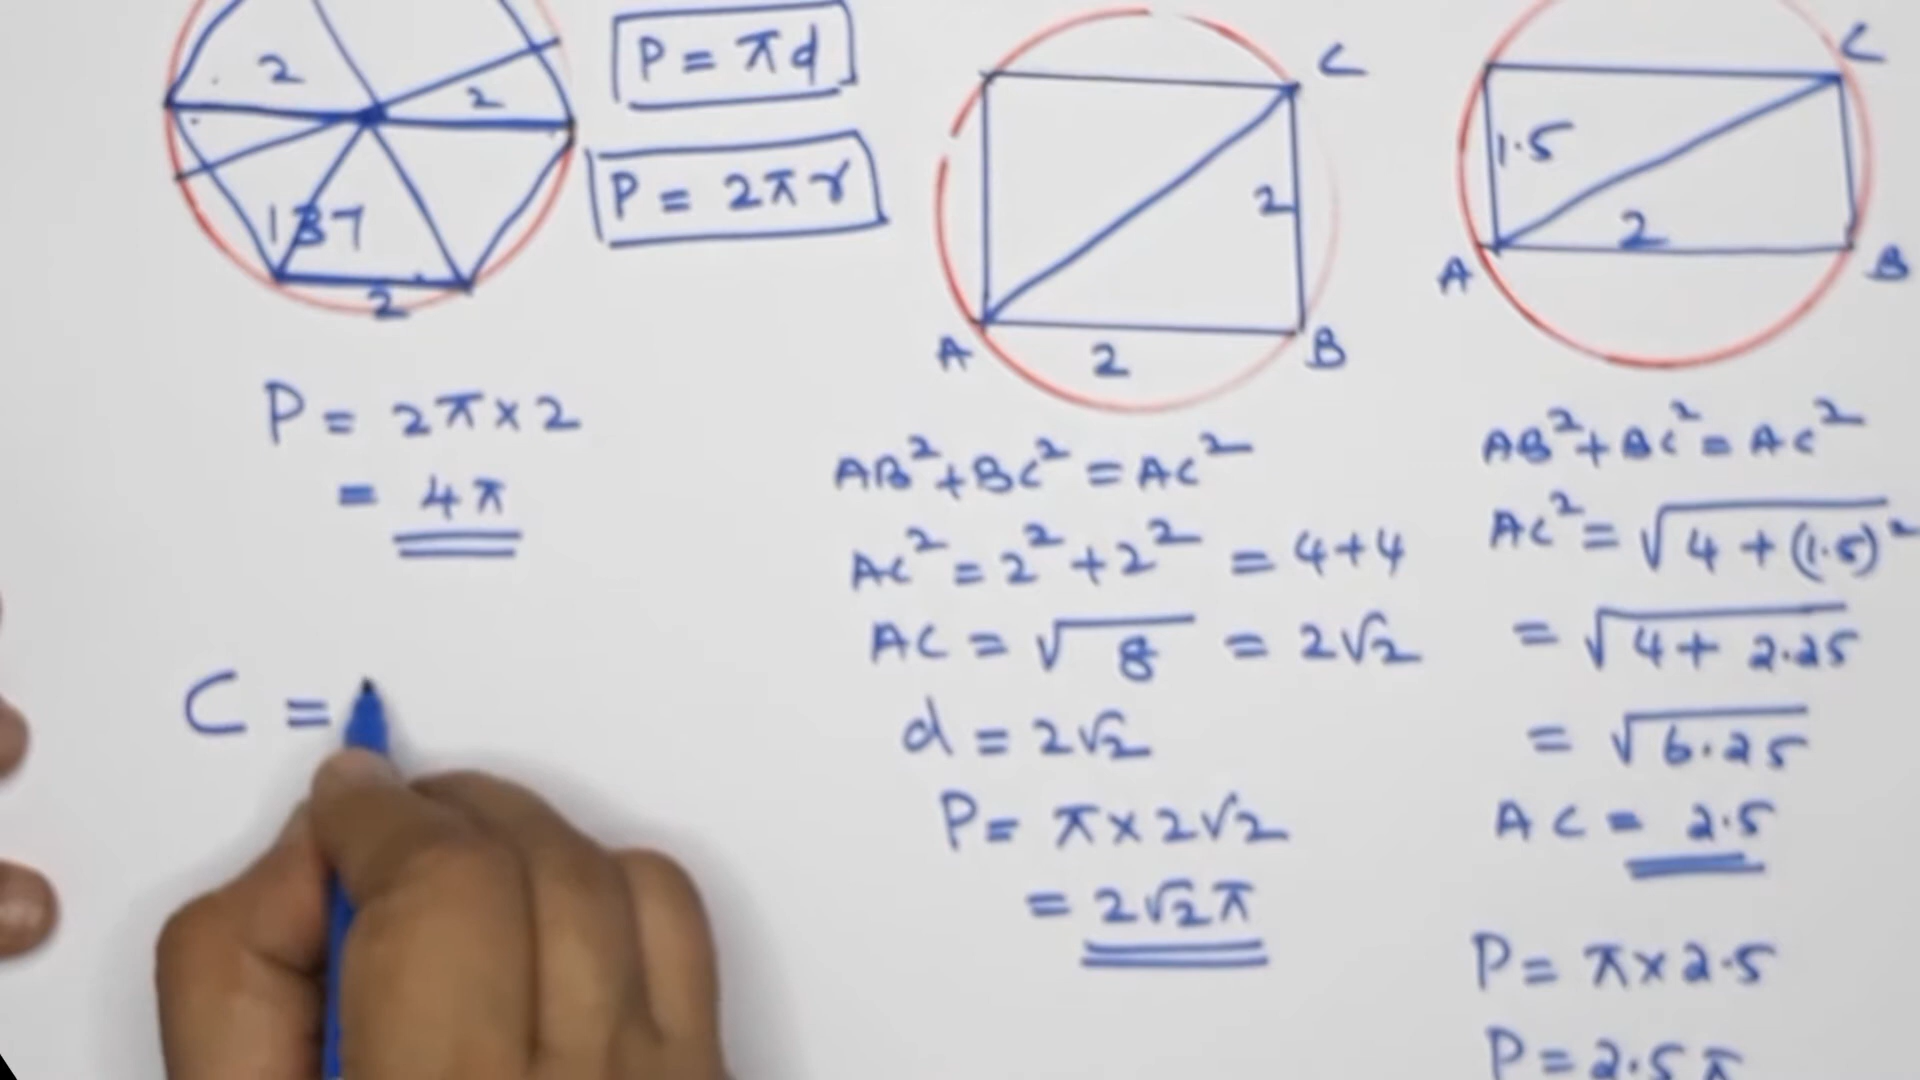 2
2
137
2
P = πd
P = 2πr
P = 2π×2
= 4π
C =
C
2
A
2
B
AB²+BC² = AC²
AC² = 2²+2² = 4+4
AC = √8 = 2√2
d = 2√2
P = π×2√2
= 2√2π
C
1.5
2
A
B
AB²+BC² = AC²
AC² = √4+(1.5)²
= √4+2.25
= √6.25
AC = 2.5
P = π×2.5
P = 2.5π